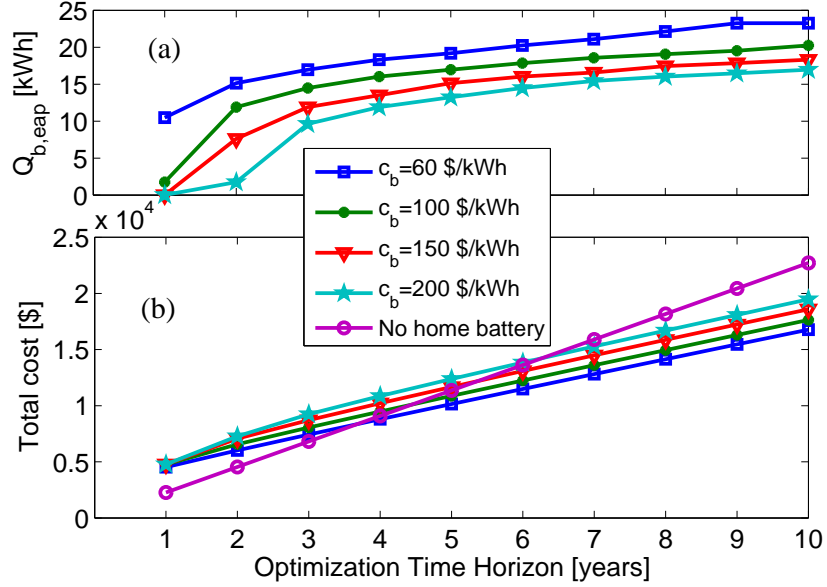 25
20
15
10
5
0
Q_b,eap [kWh]
(a)
x 10^4
c_b=60 $/kWh
c_b=100 $/kWh
c_b=150 $/kWh
c_b=200 $/kWh
No home battery
2.5
2
1.5
1
0.5
0
Total cost [$]
(b)
1 2 3 4 5 6 7 8 9 10
Optimization Time Horizon [years]